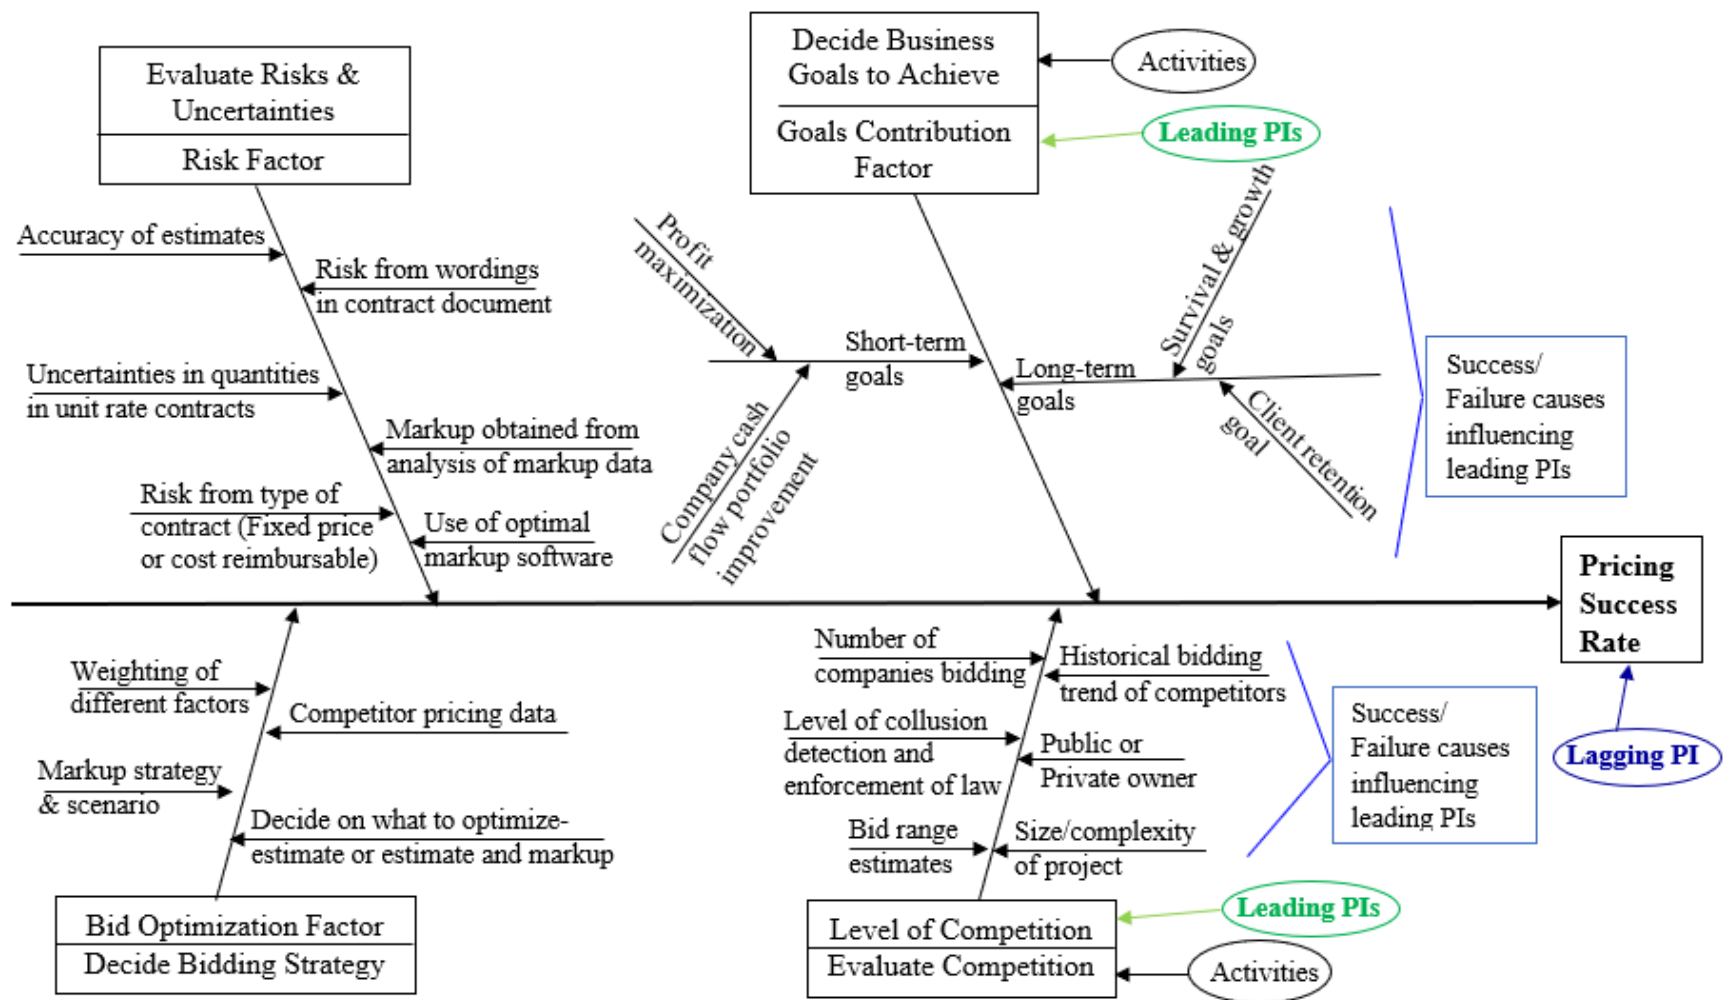 Evaluate Risks &
Uncertainties
Risk Factor
Decide Business
Goals to Achieve
Goals Contribution
Factor
Activities
Leading PIs
Accuracy of estimates
Risk from wordings
in contract document
Uncertainties in quantities
in unit rate contracts
Markup obtained from
analysis of markup data
Risk from type of
contract (Fixed price
or cost reimbursable)
Use of optimal
markup software
Profit
maximization
Short-term
goals
Company cash
flow portfolio
improvement
Survival & growth
goals
Long-term
goals
Client retention
goal
Success/
Failure causes
influencing
leading PIs
Pricing
Success
Rate
Lagging PI
Weighting of
different factors
Competitor pricing data
Markup strategy
& scenario
Decide on what to optimize-
estimate or estimate and markup
Bid Optimization Factor
Decide Bidding Strategy
Number of
companies bidding
Historical bidding
trend of competitors
Level of collusion
detection and
enforcement of law
Public or
Private owner
Bid range
estimates
Size/complexity
of project
Success/
Failure causes
influencing
leading PIs
Level of Competition
Evaluate Competition
Leading PIs
Activities